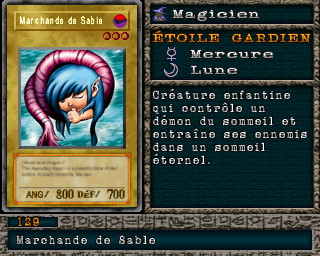 Marchande de Sable
ANG/ 800 DÉF/ 700
Magicien
ÉTOILE GARDIEN
Mercure
Lune
Créature enfantine
qui contrôle un
démon du sommeil et
entraîne ses ennemis
dans un sommeil
éternel.
129
Marchande de Sable